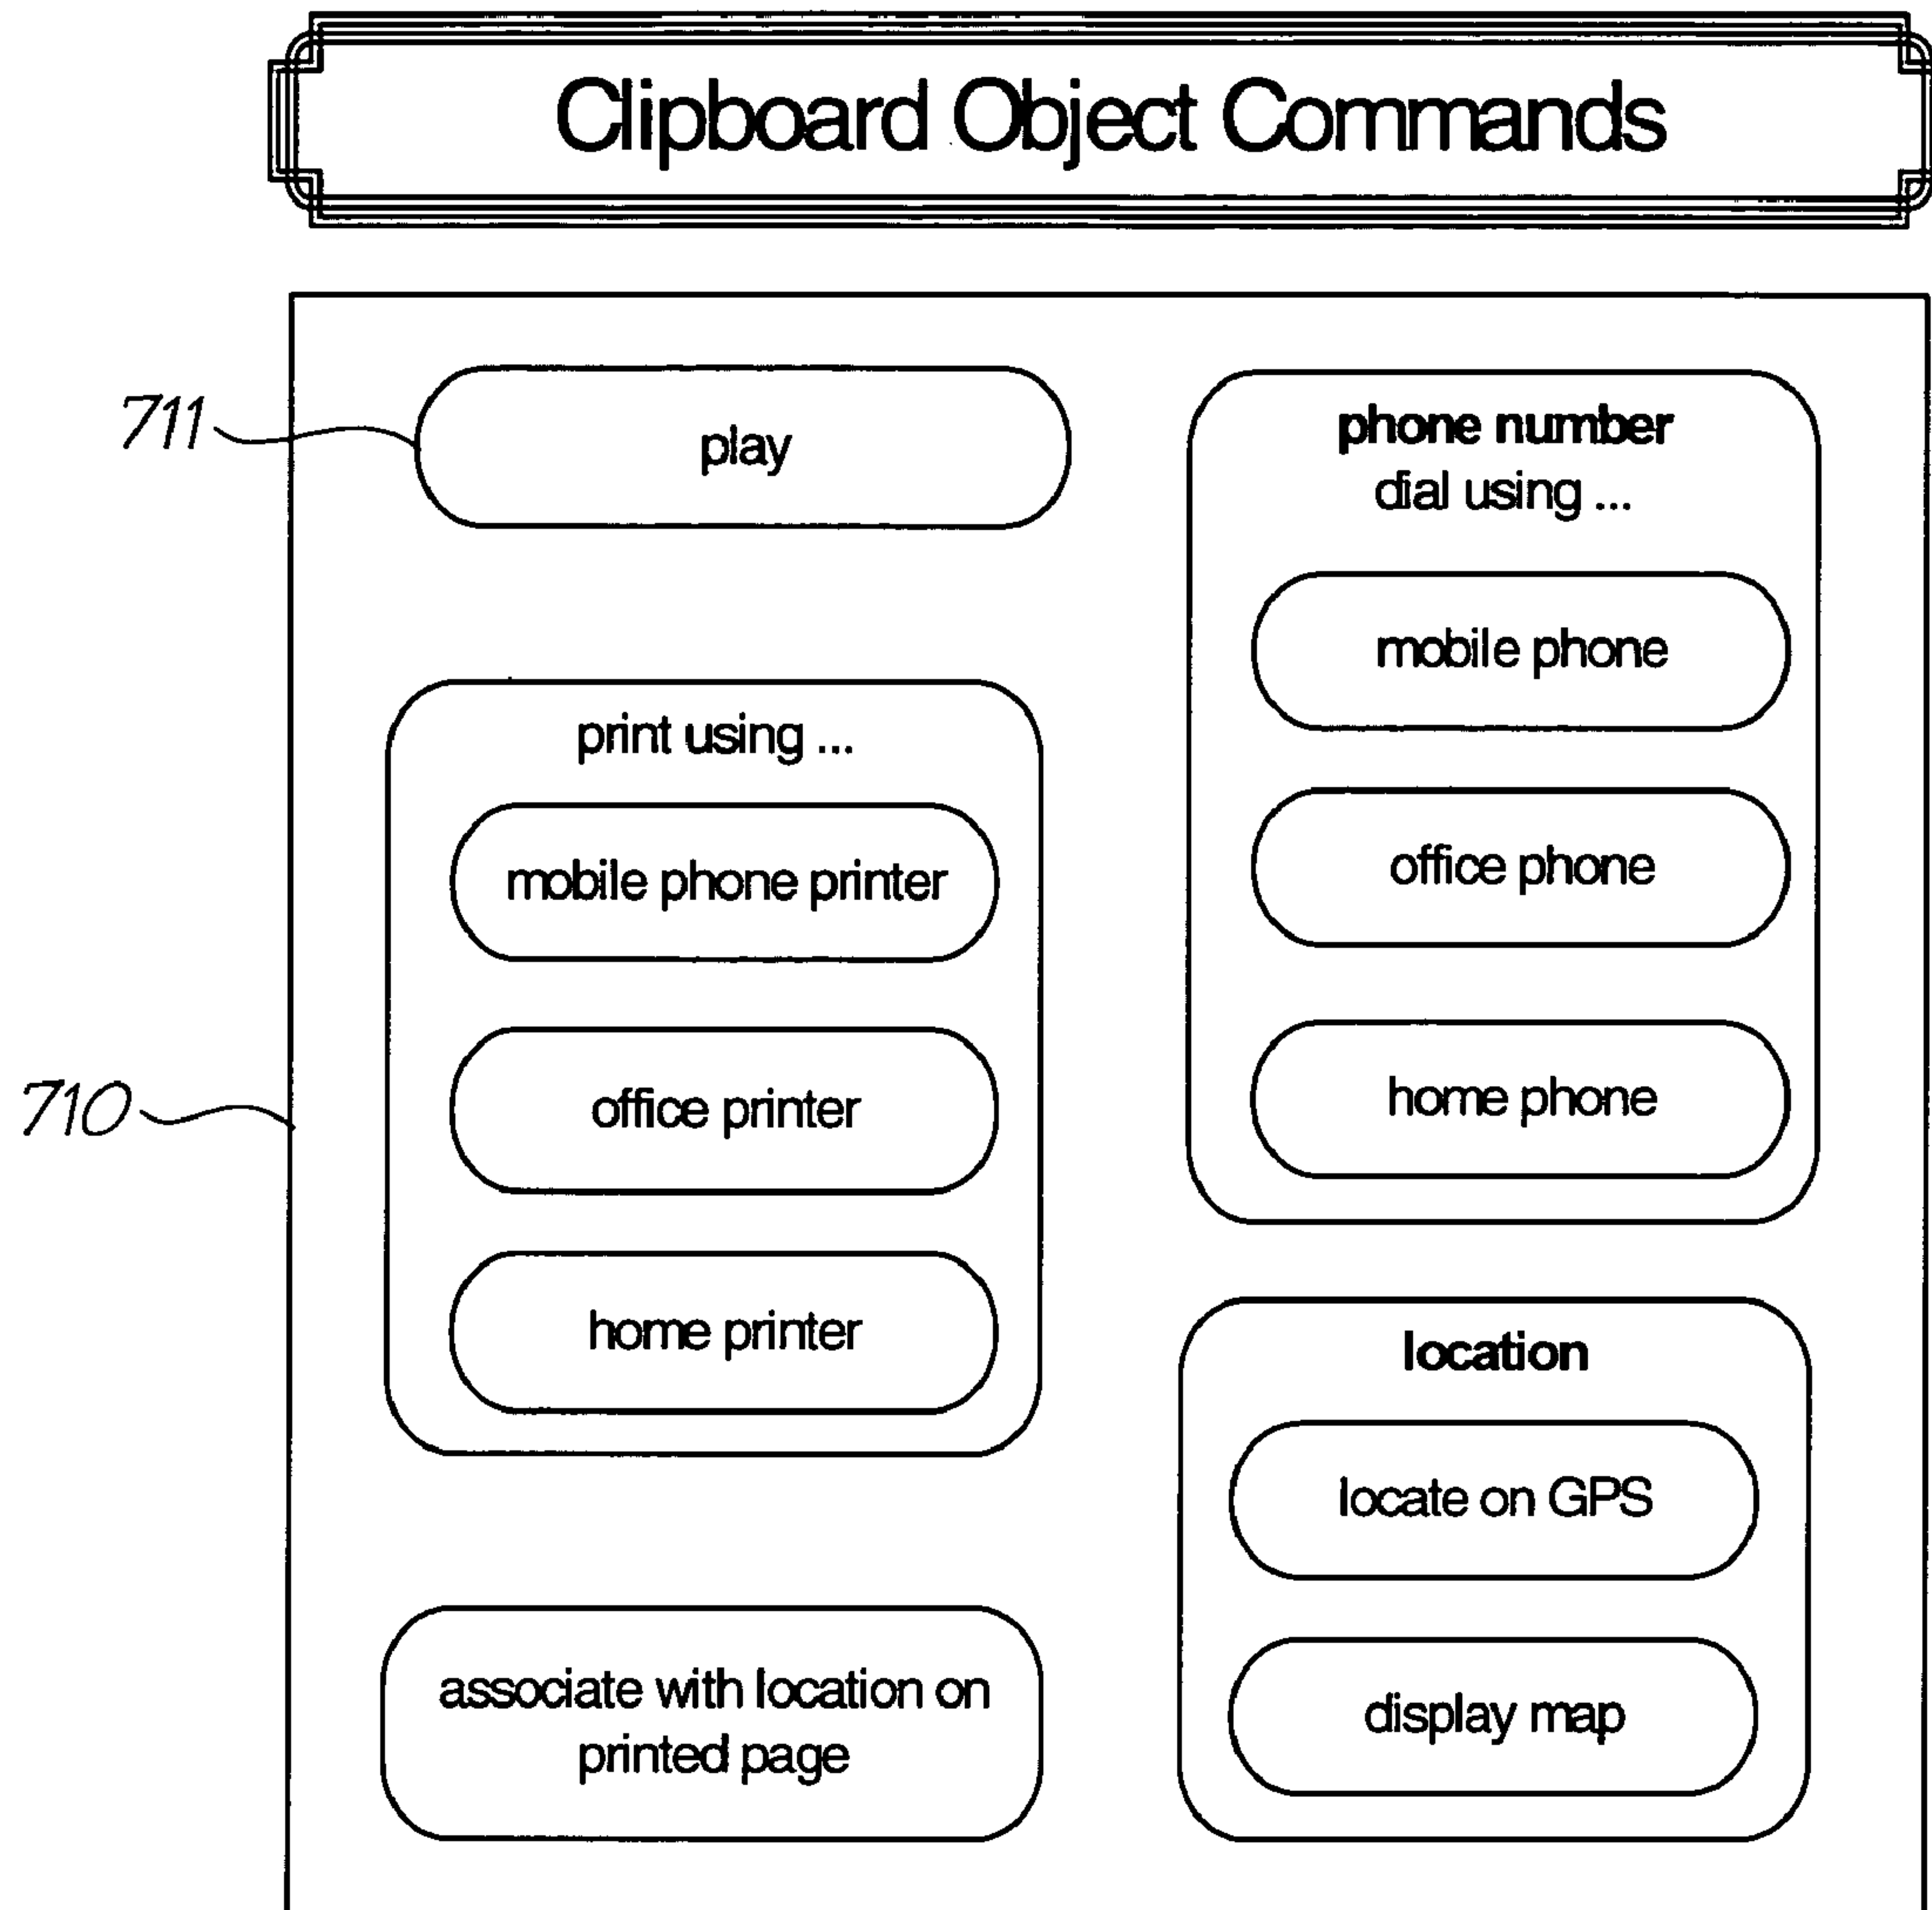 Clipboard Object Commands
711
play
print using ...
mobile phone printer
office printer
home printer
710
associate with location on
printed page
phone number
dial using ...
mobile phone
office phone
home phone
location
locate on GPS
display map